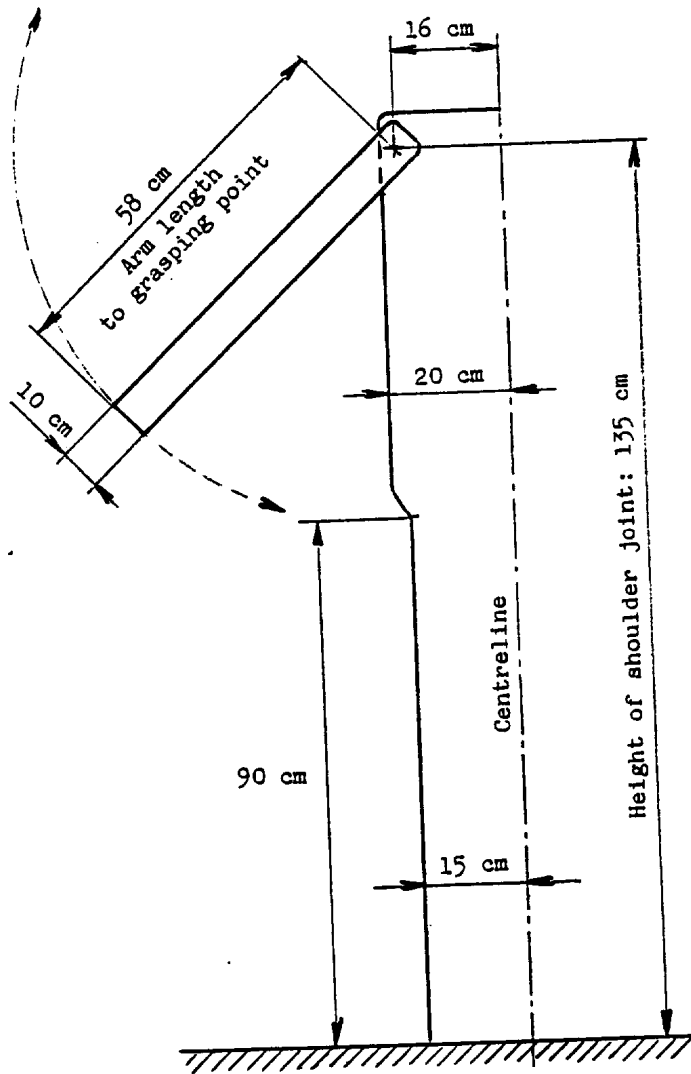 16 cm
58 cm
Arm length
to grasping point
10 cm
20 cm
Height of shoulder joint: 135 cm
Centreline
90 cm
15 cm